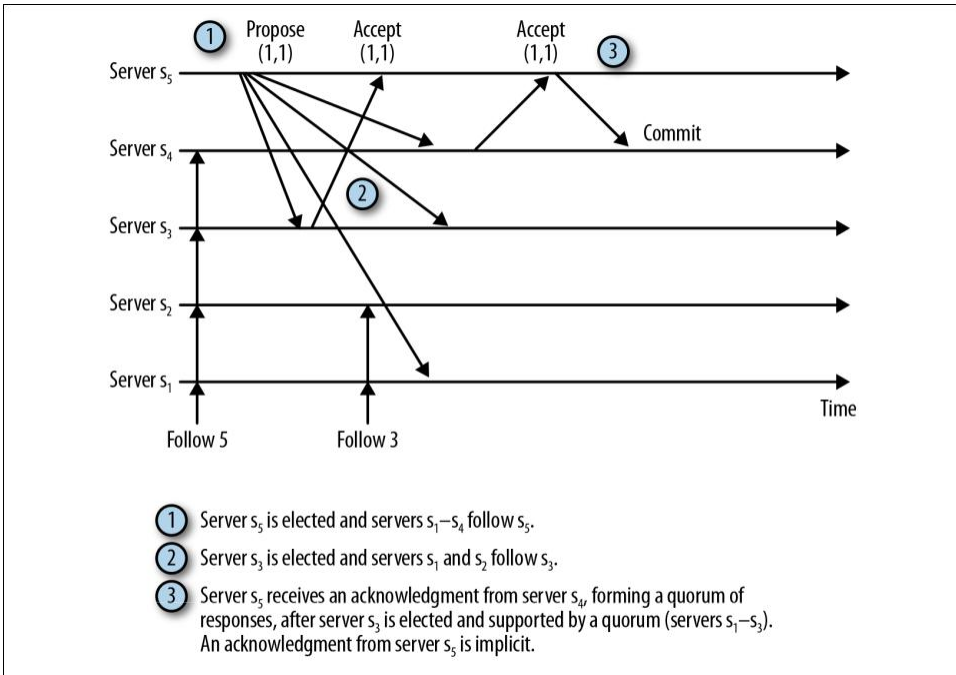 1
Propose
(1,1)
Accept
(1,1)
Accept
(1,1)
3
Server s₅
Server s₄
Commit
2
Server s₃
Server s₂
Server s₁
Time
Follow 5
Follow 3
1 Server s₅ is elected and servers s₁–s₄ follow s₅.
2 Server s₃ is elected and servers s₁ and s₂ follow s₃.
3 Server s₅ receives an acknowledgment from server s₄, forming a quorum of
responses, after server s₃ is elected and supported by a quorum (servers s₁–s₃).
An acknowledgment from server s₅ is implicit.